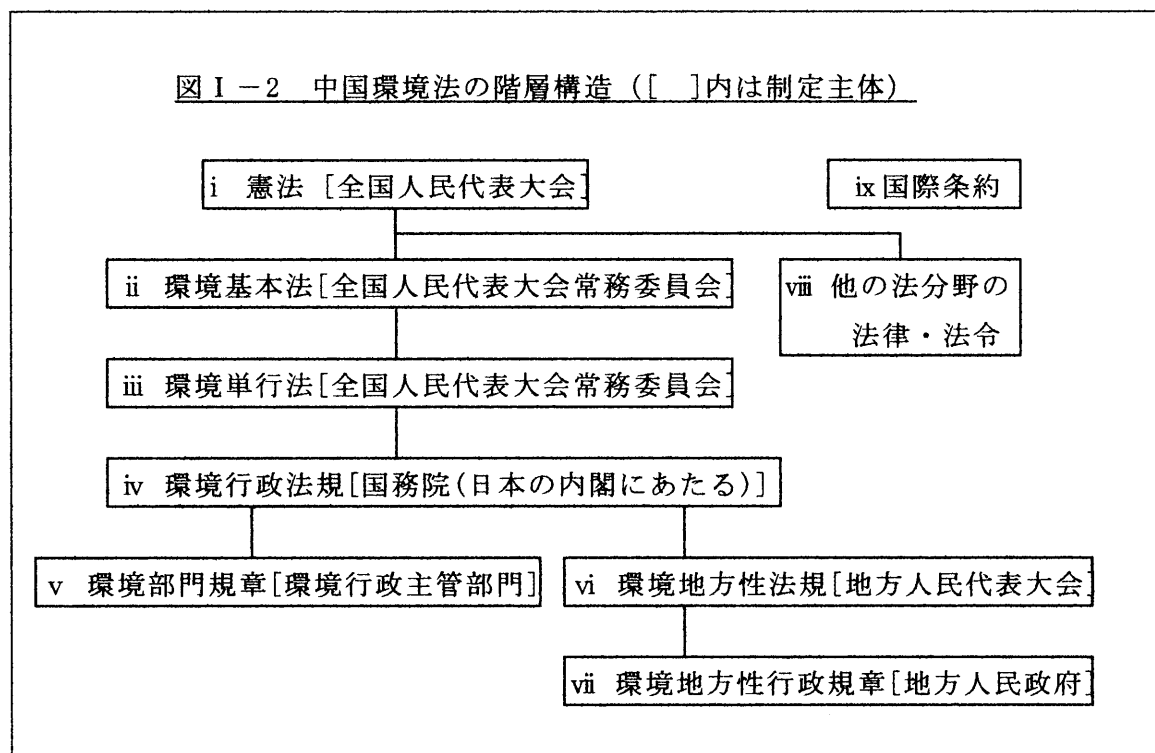 図Ⅰ－2　中国環境法の階層構造（[　]内は制定主体）
ⅰ　憲法 [全国人民代表大会]
ⅸ国際条約
ⅱ 環境基本法[全国人民代表大会常務委員会]
ⅷ 他の法分野の
法律・法令
ⅲ 環境単行法[全国人民代表大会常務委員会]
ⅳ 環境行政法規[国務院(日本の内閣にあたる)]
ⅴ 環境部門規章[環境行政主管部門]
ⅵ 環境地方性法規[地方人民代表大会]
ⅶ 環境地方性行政規章[地方人民政府]